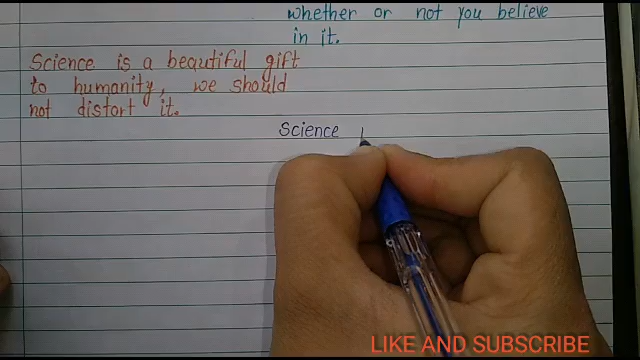 whether or not you believe
in it.
Science is a beautiful gift
to humanity, we should
not distort it.
Science
LIKE AND SUBSCRIBE